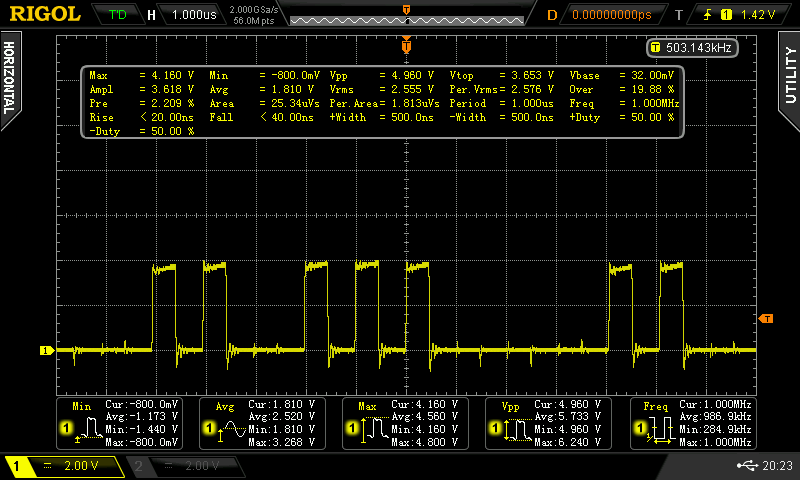 RIGOL T'D H 1.000us 2.000GSa/s 56.0M pts D 0.00000000ps T 1 1.42 V
HORIZONTAL
UTILITY
T
T 503.143kHz
Max = 4.160 V Min = -800.0mV Vpp = 4.960 V Vtop = 3.653 V Vbase = 32.00mV
Ampl = 3.618 V Avg = 1.810 V Vrms = 2.555 V Per.Vrms= 2.576 V Over = 19.88 %
Pre = 2.209 % Area = 25.34uVs Per.Area= 1.813uVs Period = 1.000us Freq = 1.000MHz
Rise < 20.00ns Fall < 40.00ns +Width = 500.0ns -Width = 500.0ns +Duty = 50.00 %
-Duty = 50.00 %
T
1
Min Cur:-800.0mV
Avg:-1.173 V
1 Min:-1.440 V
Max:-800.0mV
Avg Cur: 1.810 V
Avg: 2.520 V
1 Min: 1.810 V
Max: 3.268 V
Max Cur: 4.160 V
Avg: 4.560 V
1 Min: 4.160 V
Max: 4.800 V
Vpp Cur: 4.960 V
Avg: 5.733 V
1 Min: 4.960 V
Max: 6.240 V
Freq Cur: 1.000MHz
Avg: 986.9kHz
1 Min: 284.9kHz
Max: 1.000MHz
1 = 2.00 V 2 = 2.00 V 20:23